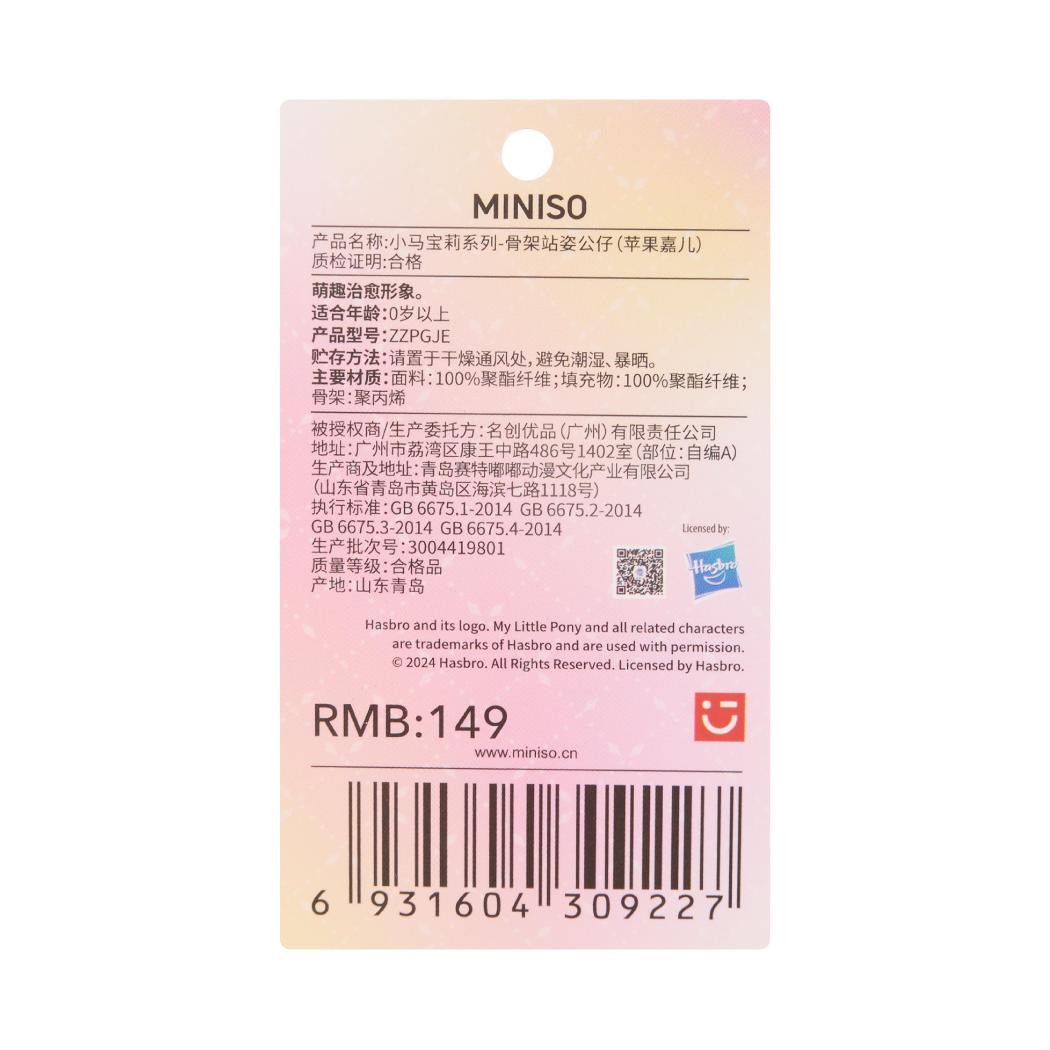 MINISO
产品名称:小马宝莉系列-骨架站姿公仔(苹果嘉儿)
质检证明:合格
萌趣治愈形象。
适合年龄:0岁以上
产品型号:ZZPGJE
贮存方法:请置于干燥通风处,避免潮湿、暴晒。
主要材质:面料:100%聚酯纤维;填充物:100%聚酯纤维;
骨架:聚丙烯
被授权商/生产委托方:名创优品(广州)有限责任公司
地址:广州市荔湾区康王中路486号1402室(部位:自编A)
生产商及地址:青岛赛特嘟嘟动漫文化产业有限公司
(山东省青岛市黄岛区海滨七路1118号)
执行标准:GB 6675.1-2014 GB 6675.2-2014
GB 6675.3-2014 GB 6675.4-2014
生产批次号:3004419801
质量等级:合格品
产地:山东青岛
Licensed by:
Hasbro
Hasbro and its logo. My Little Pony and all related characters
are trademarks of Hasbro and are used with permission.
© 2024 Hasbro. All Rights Reserved. Licensed by Hasbro.
RMB:149
www.miniso.cn
6 931604 309227